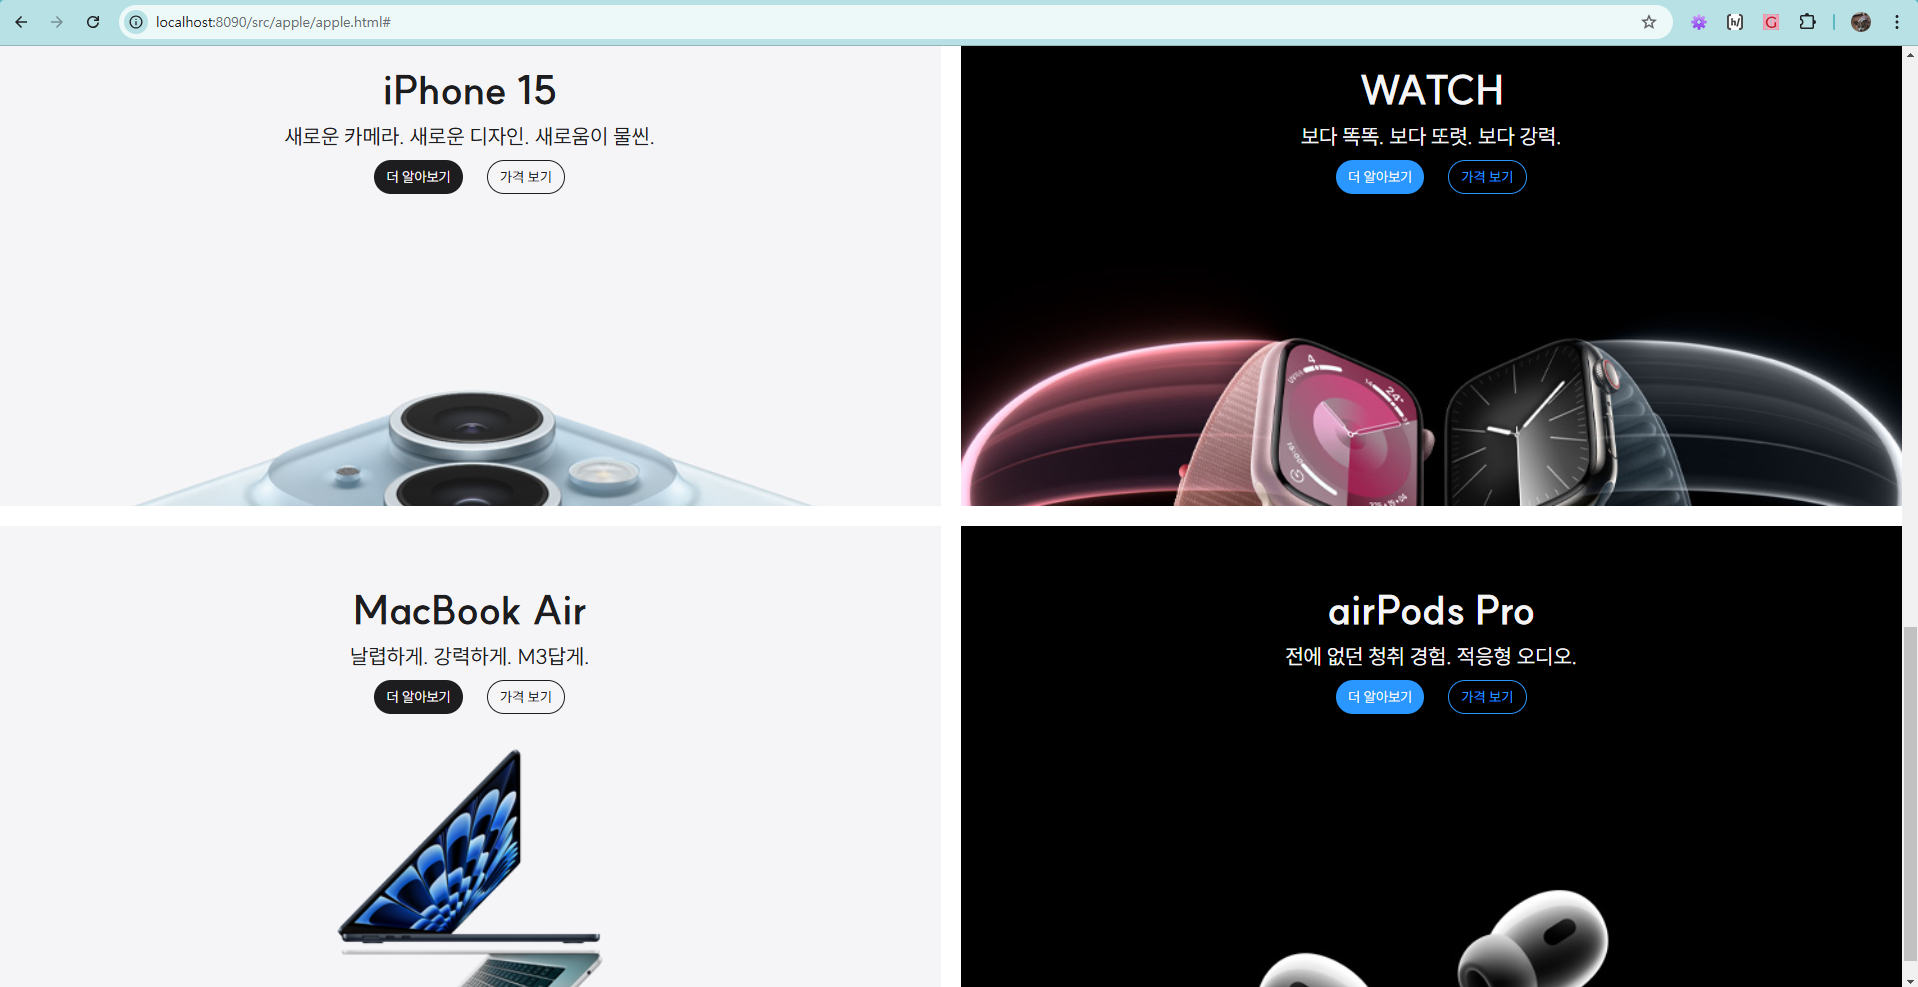 localhost:8090/src/apple/apple.html#
iPhone 15
새로운 카메라. 새로운 디자인. 새로움이 물씬.
더 알아보기 가격 보기
WATCH
보다 똑똑. 보다 또렷. 보다 강력.
더 알아보기 가격 보기
MacBook Air
날렵하게. 강력하게. M3답게.
더 알아보기 가격 보기
airPods Pro
전에 없던 청취 경험. 적응형 오디오.
더 알아보기 가격 보기